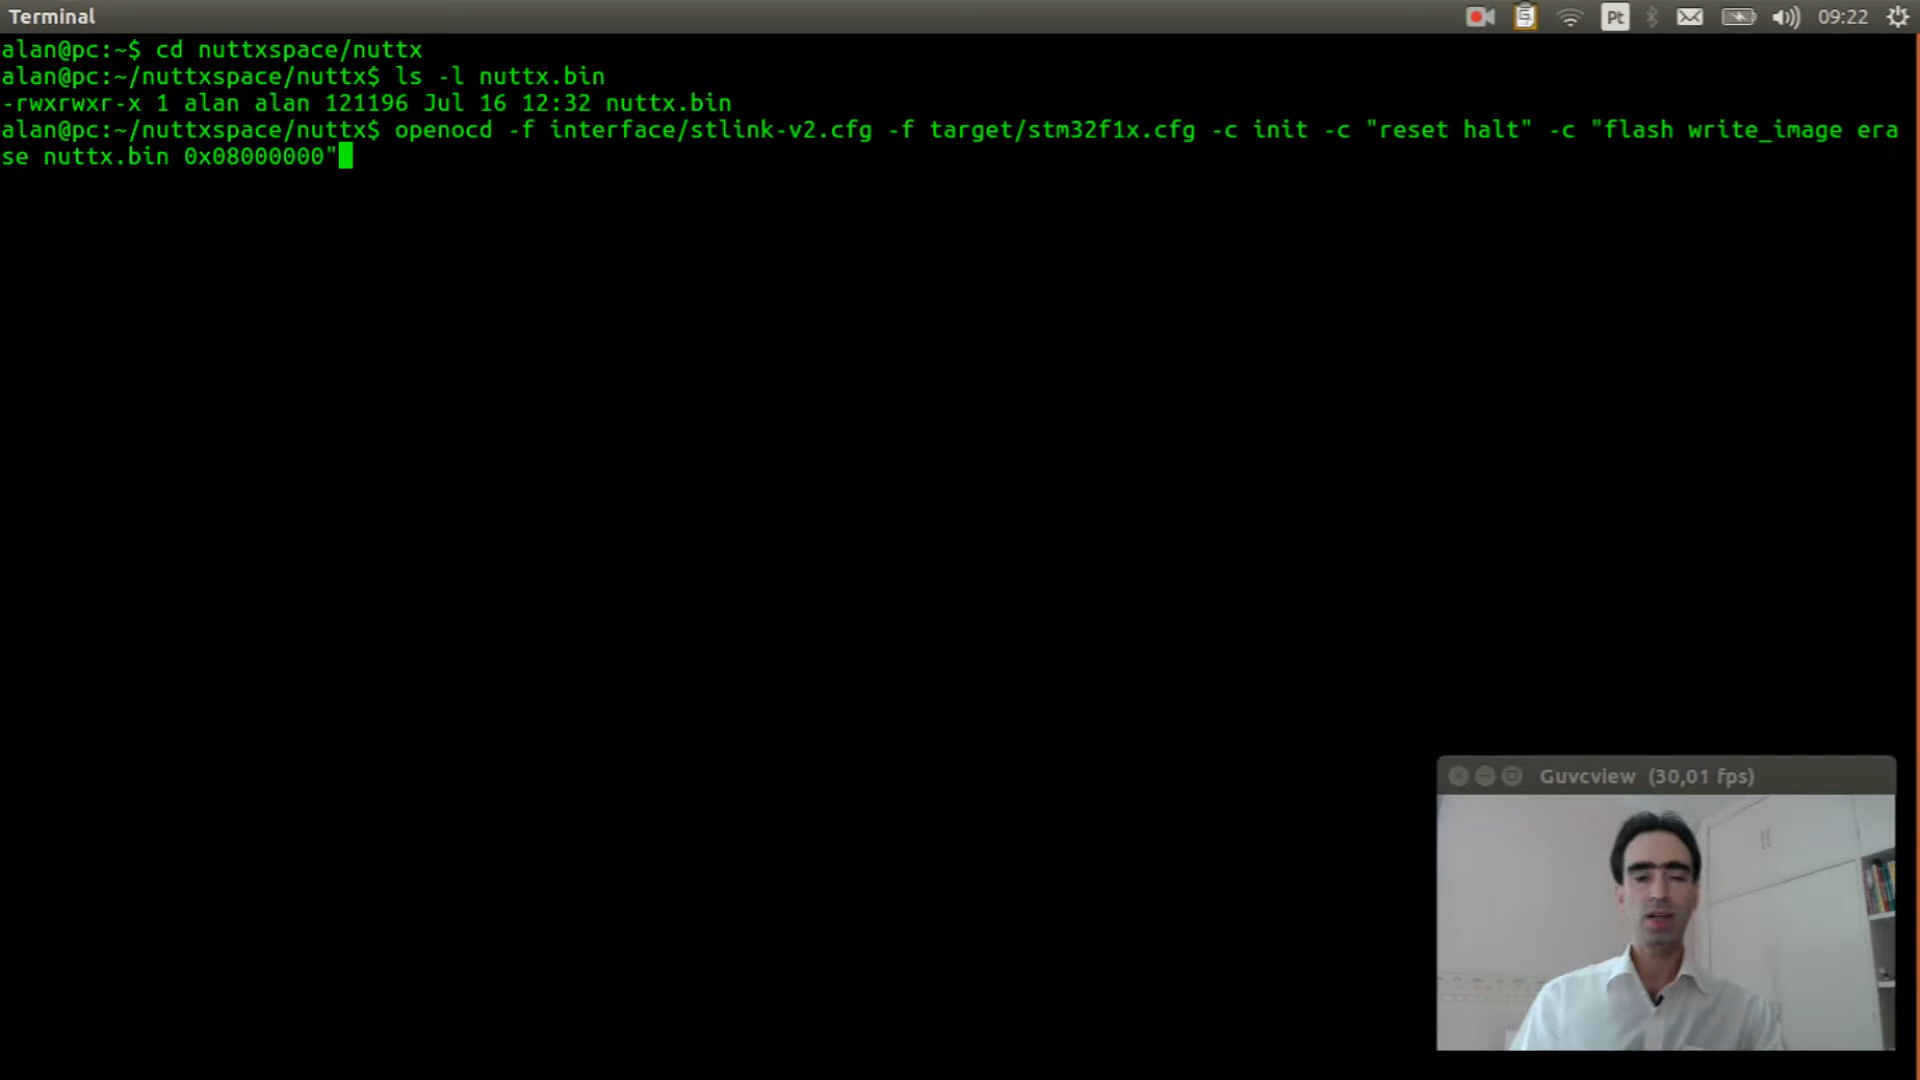 Terminal
Pt
09:22
alan@pc:~$ cd nuttxspace/nuttx
alan@pc:~/nuttxspace/nuttx$ ls -l nuttx.bin
-rwxrwxr-x 1 alan alan 121196 Jul 16 12:32 nuttx.bin
alan@pc:~/nuttxspace/nuttx$ openocd -f interface/stlink-v2.cfg -f target/stm32f1x.cfg -c init -c "reset halt" -c "flash write_image era
se nuttx.bin 0x08000000"
Guvcview (30,01 fps)